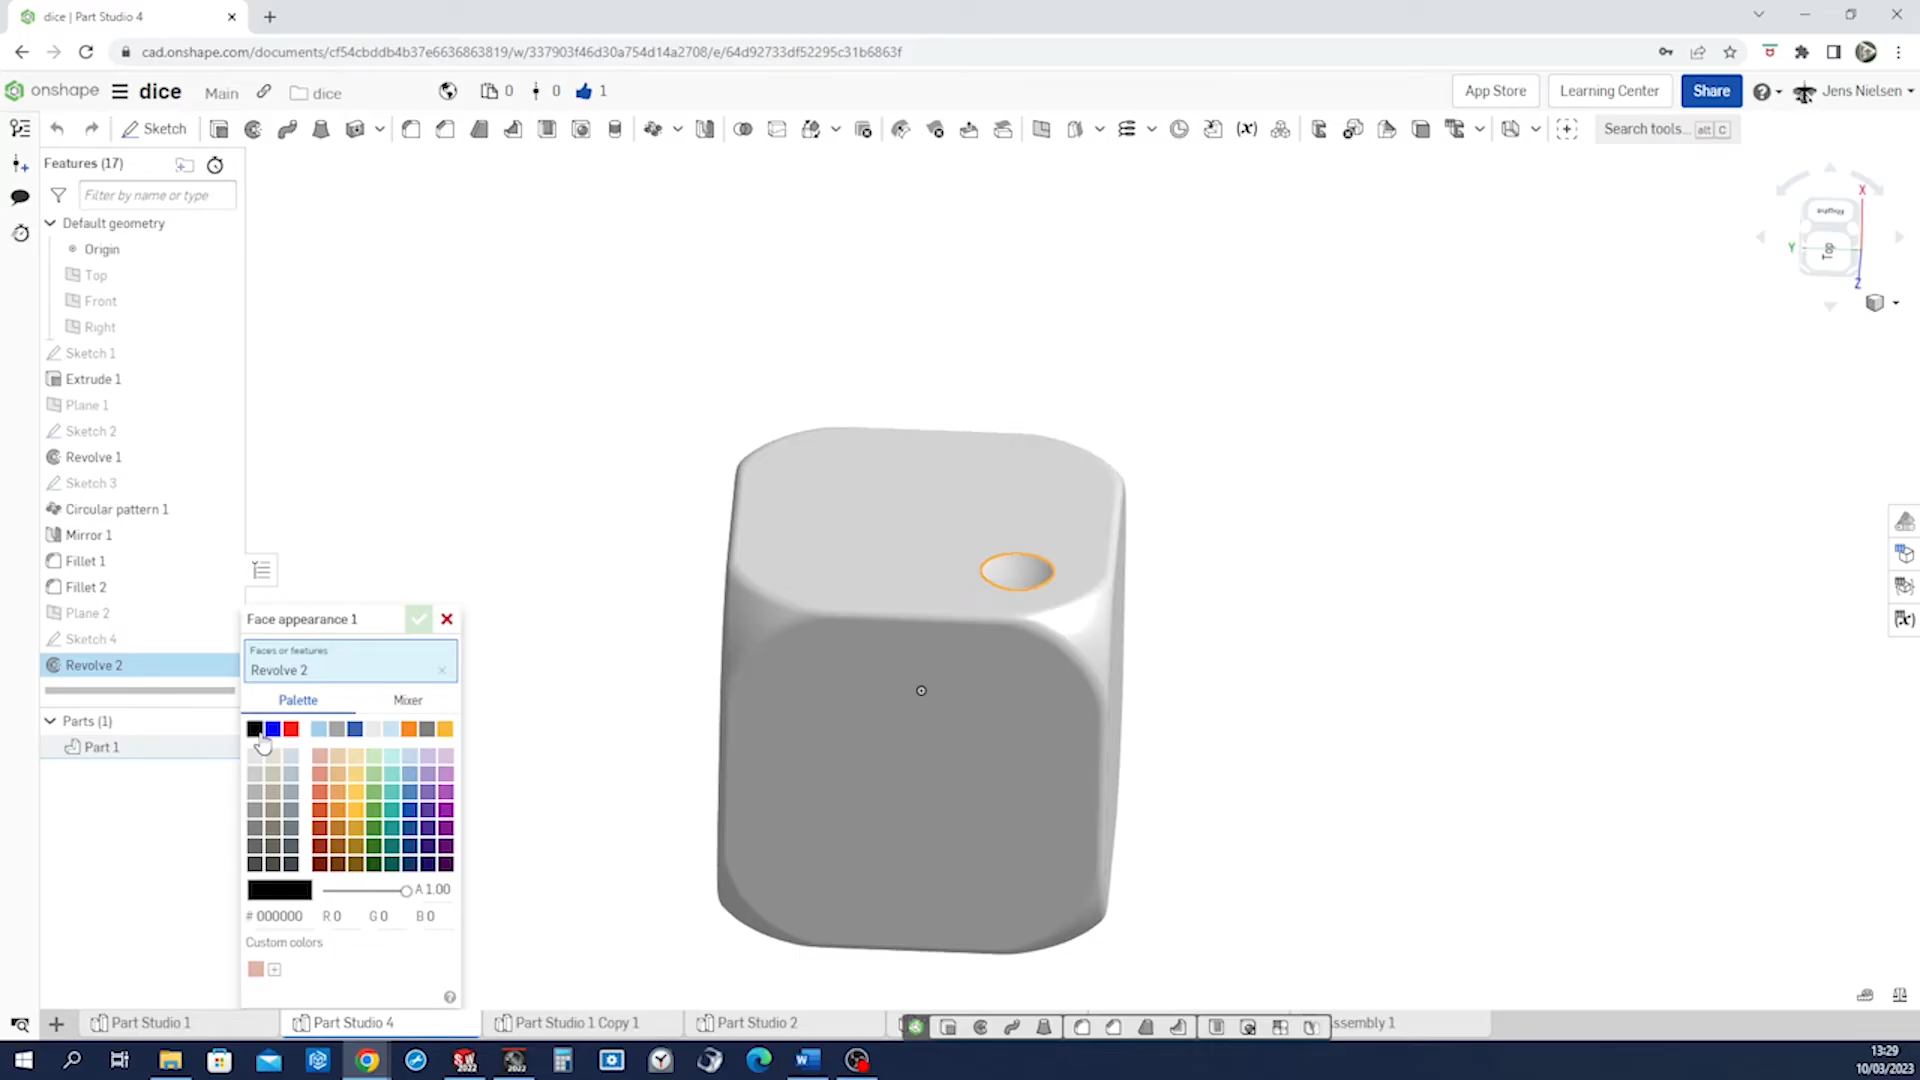 dice | Part Studio 4
cad.onshape.com/documents/cf54cbddb4b37e6636863819/w/337903f46d30a754d14a2708/e/64d92733df52295c31b6863f
onshape
dice
Main
dice
0
0
1
App Store
Learning Center
Share
Jens Nielsen
Sketch
Search tools... alt C
Features (17)
Filter by name or type
Default geometry
Origin
Top
Front
Right
Sketch 1
Extrude 1
Plane 1
Sketch 2
Revolve 1
Sketch 3
Circular pattern 1
Mirror 1
Fillet 1
Fillet 2
Plane 2
Sketch 4
Revolve 2
Parts (1)
Part 1
Face appearance 1
Faces or features
Revolve 2
Palette
Mixer
A 1.00
# 000000 R 0 G 0 B 0
Custom colors
X
Y
Top
Z
Part Studio 1
Part Studio 4
Part Studio 1 Copy 1
Part Studio 2
ssembly 1
SW 2022
2022
13:29
10/03/2023